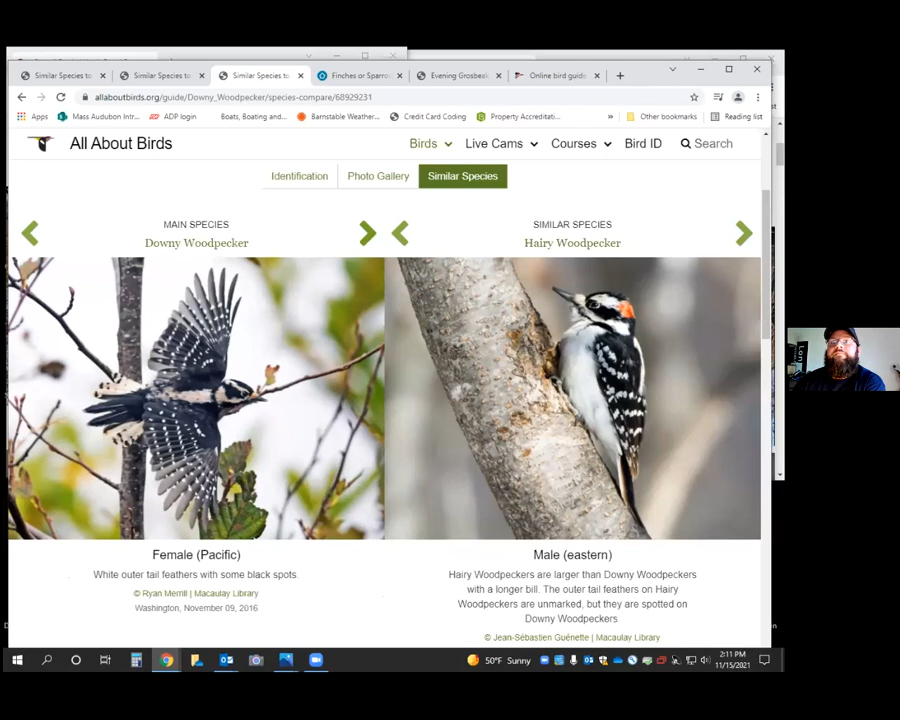 Similar Species to
Similar Species to
Similar Species to
Finches or Sparro
Evening Grosbeak
Online bird guide
allaboutbirds.org/guide/Downy_Woodpecker/species-compare/68929231
Apps
Mass Audubon Intr...
ADP login
Boats, Boating and...
Barnstable Weather...
Credit Card Coding
Property Accreditati...
»
Other bookmarks
Reading list
All About Birds
Birds
Live Cams
Courses
Bird ID
Search
Identification
Photo Gallery
Similar Species
MAIN SPECIES
Downy Woodpecker
SIMILAR SPECIES
Hairy Woodpecker
Female (Pacific)
White outer tail feathers with some black spots.
© Ryan Merrill | Macaulay Library
Washington, November 09, 2016
Male (eastern)
Hairy Woodpeckers are larger than Downy Woodpeckers
with a longer bill. The outer tail feathers on Hairy
Woodpeckers are unmarked, but they are spotted on
Downy Woodpeckers
© Jean-Sébastien Guénette | Macaulay Library
50°F Sunny
2:11 PM
11/15/2021